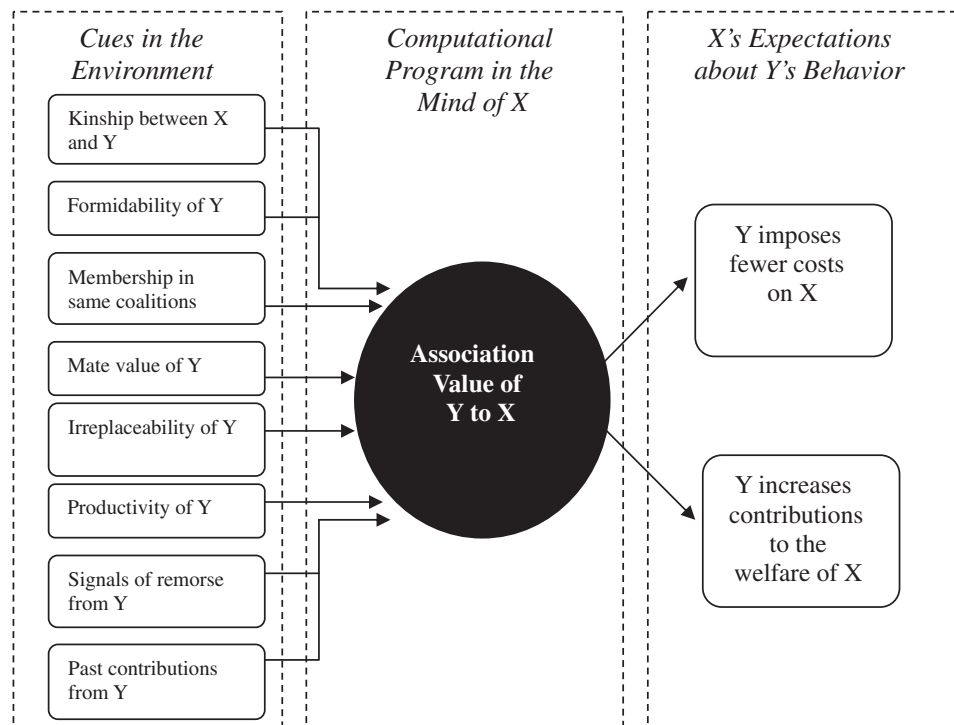 Cues in the
Environment
Kinship between X
and Y
Formidability of Y
Membership in
same coalitions
Mate value of Y
Irreplaceability of Y
Productivity of Y
Signals of remorse
from Y
Past contributions
from Y
Computational
Program in the
Mind of X
Association
Value of
Y to X
X’s Expectations
about Y’s Behavior
Y imposes
fewer costs
on X
Y increases
contributions
to the
welfare of X